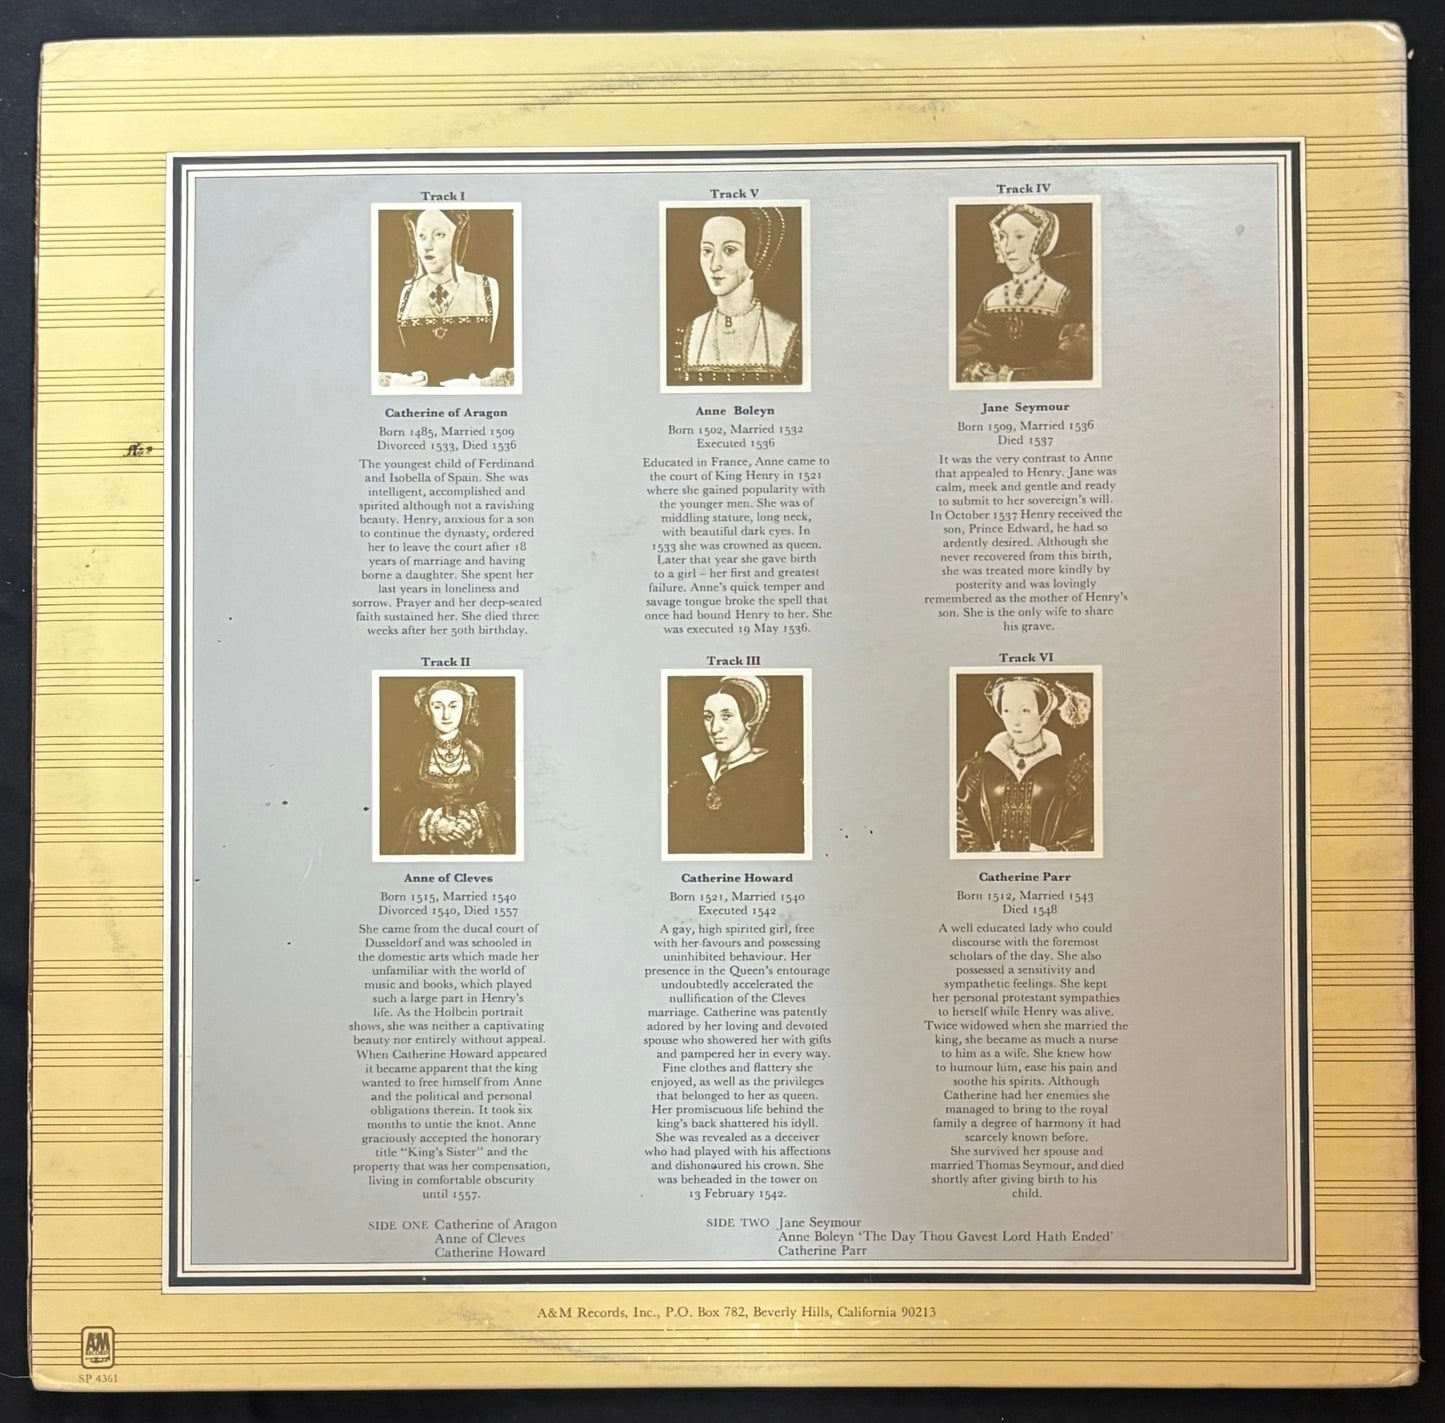 Track I
Catherine of Aragon
Born 1485, Married 1509
Divorced 1533, Died 1536
The youngest child of Ferdinand
and Isobella of Spain. She was
intelligent, accomplished and
spirited although not a ravishing
beauty. Henry, anxious for a son
to continue the dynasty, ordered
her to leave the court after 18
years of marriage and having
borne a daughter. She spent her
last years in loneliness and
sorrow. Prayer and her deep-seated
faith sustained her. She died three
weeks after her 50th birthday.
Track V
B
Anne Boleyn
Born 1502, Married 1532
Executed 1536
Educated in France, Anne came to
the court of King Henry in 1521
where she gained popularity with
the younger men. She was of
middling stature, long neck,
with beautiful dark eyes. In
1533 she was crowned as queen.
Later that year she gave birth
to a girl – her first and greatest
failure. Anne's quick temper and
savage tongue broke the spell that
once had bound Henry to her. She
was executed 19 May 1536.
Track IV
Jane Seymour
Born 1509, Married 1536
Died 1537
It was the very contrast to Anne
that appealed to Henry. Jane was
calm, meek and gentle and ready
to submit to her sovereign's will.
In October 1537 Henry received the
son, Prince Edward, he had so
ardently desired. Although she
never recovered from this birth,
she was treated more kindly by
posterity and was lovingly
remembered as the mother of Henry's
son. She is the only wife to share
his grave.
Track II
Anne of Cleves
Born 1515, Married 1540
Divorced 1540, Died 1557
She came from the ducal court of
Dusseldorf and was schooled in
the domestic arts which made her
unfamiliar with the world of
music and books, which played
such a large part in Henry's
life. As the Holbein portrait
shows, she was neither a captivating
beauty nor entirely without appeal.
When Catherine Howard appeared
it became apparent that the king
wanted to free himself from Anne
and the political and personal
obligations therein. It took six
months to untie the knot. Anne
graciously accepted the honorary
title "King's Sister" and the
property that was her compensation,
living in comfortable obscurity
until 1557.
Track III
Catherine Howard
Born 1521, Married 1540
Executed 1542
A gay, high spirited girl, free
with her favours and possessing
uninhibited behaviour. Her
presence in the Queen's entourage
undoubtedly accelerated the
nullification of the Cleves
marriage. Catherine was patently
adored by her loving and devoted
spouse who showered her with gifts
and pampered her in every way.
Fine clothes and flattery she
enjoyed, as well as the privileges
that belonged to her as queen.
Her promiscuous life behind the
king's back shattered his idyll.
She was revealed as a deceiver
who had played with his affections
and dishonoured his crown. She
was beheaded in the tower on
13 February 1542.
Track VI
Catherine Parr
Born 1512, Married 1543
Died 1548
A well educated lady who could
discourse with the foremost
scholars of the day. She also
possessed a sensitivity and
sympathetic feelings. She kept
her personal protestant sympathies
to herself while Henry was alive.
Twice widowed when she married the
king, she became as much a nurse
to him as a wife. She knew how
to humour him, ease his pain and
soothe his spirits. Although
Catherine had her enemies she
managed to bring to the royal
family a degree of harmony it had
scarcely known before.
She survived her spouse and
married Thomas Seymour, and died
shortly after giving birth to his
child.
SIDE ONE Catherine of Aragon
Anne of Cleves
Catherine Howard
SIDE TWO Jane Seymour
Anne Boleyn 'The Day Thou Gavest Lord Hath Ended'
Catherine Parr
A&M Records, Inc., P.O. Box 782, Beverly Hills, California 90213
A&M
RECORDS
SP 4361